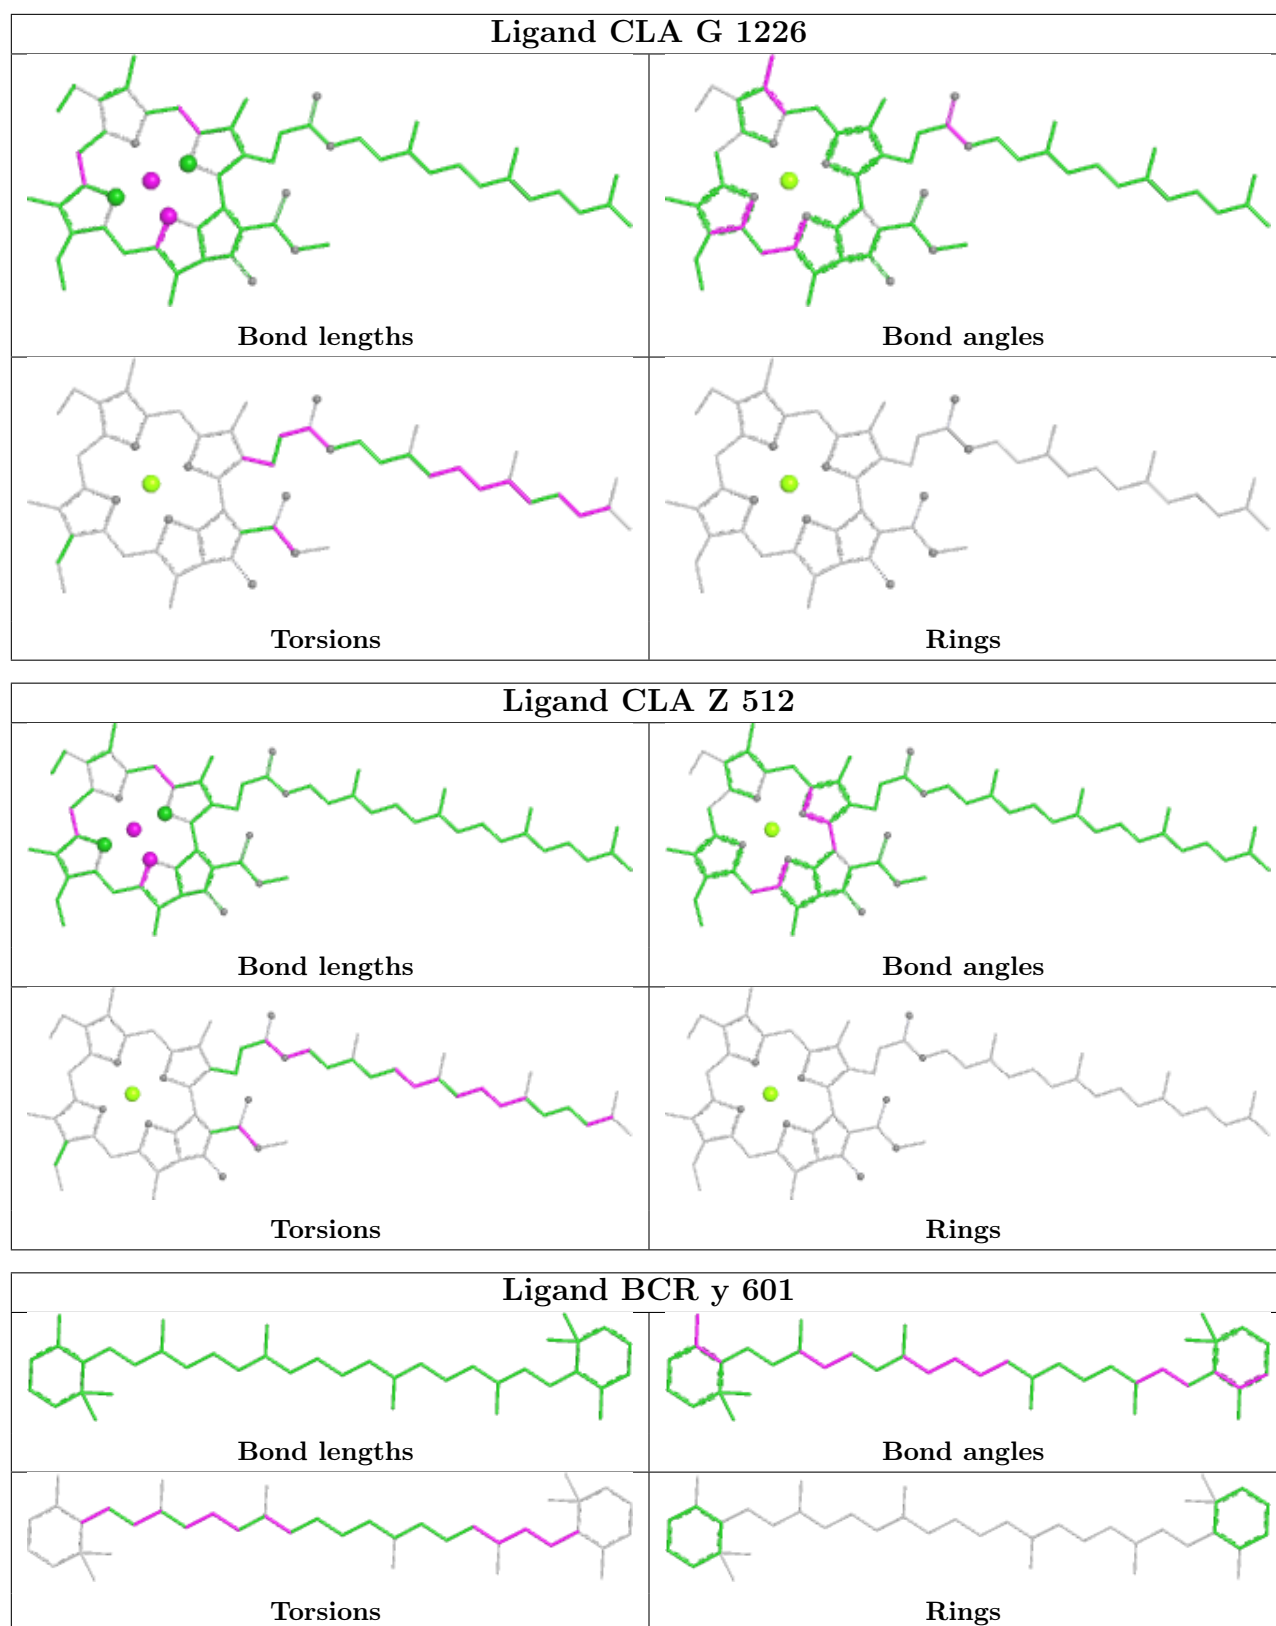 Ligand CLA G 1226
Bond lengths
Bond angles
Torsions
Rings
Ligand CLA Z 512
Bond lengths
Bond angles
Torsions
Rings
Ligand BCR y 601
Bond lengths
Bond angles
Torsions
Rings